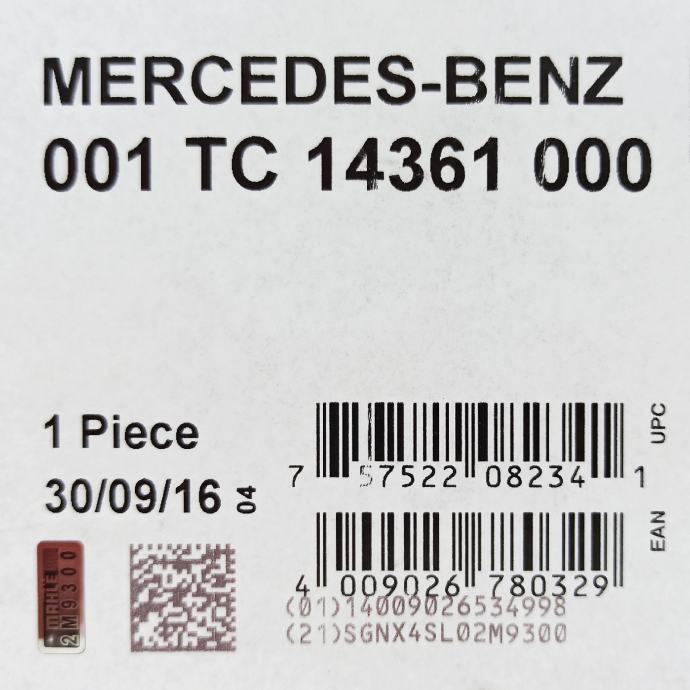 MERCEDES-BENZ
001 TC 14361 000
1 Piece
30/09/16 04
7 57522 08234 1
UPC
4 009026 780329
EAN
MAHLE
2M9300
(01)14009026534998
(21)SGNX4SL02M9300